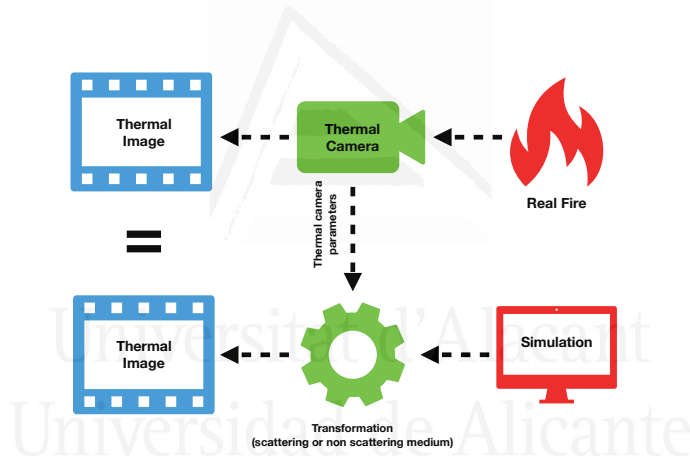 Thermal
Image
Thermal
Camera
Real Fire
Thermal camera
parameters
=
Thermal
Image
Simulation
Transformation
(scattering or non scattering medium)
Universitat d'Alacant
Universidad de Alicante